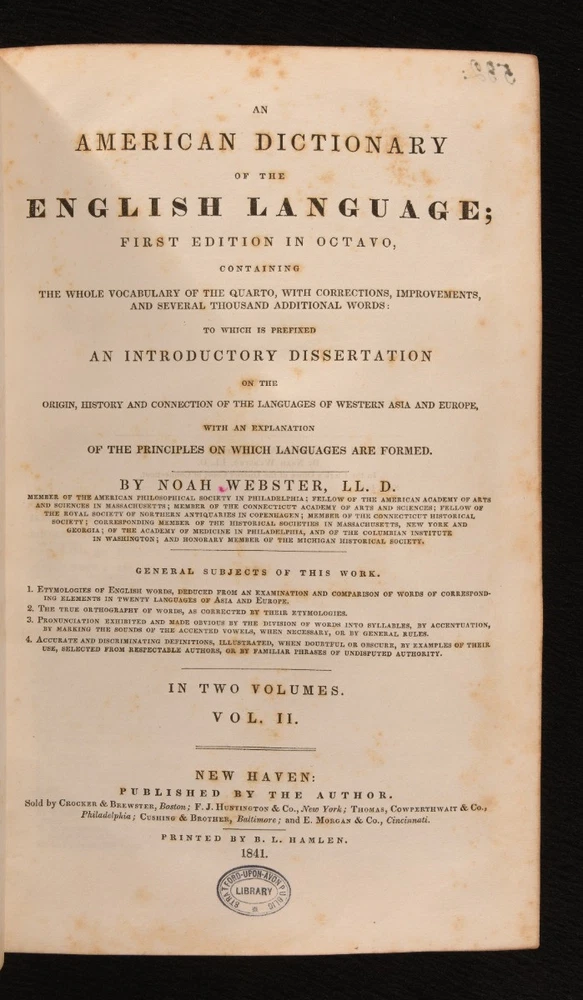 AN
AMERICAN DICTIONARY
OF THE
ENGLISH LANGUAGE;
FIRST EDITION IN OCTAVO,
CONTAINING
THE WHOLE VOCABULARY OF THE QUARTO, WITH CORRECTIONS, IMPROVEMENTS,
AND SEVERAL THOUSAND ADDITIONAL WORDS:
TO WHICH IS PREFIXED
AN INTRODUCTORY DISSERTATION
ON THE
ORIGIN, HISTORY AND CONNECTION OF THE LANGUAGES OF WESTERN ASIA AND EUROPE,
WITH AN EXPLANATION
OF THE PRINCIPLES ON WHICH LANGUAGES ARE FORMED.
BY NOAH WEBSTER, LL. D.
MEMBER OF THE AMERICAN PHILOSOPHICAL SOCIETY IN PHILADELPHIA; FELLOW OF THE AMERICAN ACADEMY OF ARTS
AND SCIENCES IN MASSACHUSETTS; MEMBER OF THE CONNECTICUT ACADEMY OF ARTS AND SCIENCES; FELLOW OF
THE ROYAL SOCIETY OF NORTHERN ANTIQUARIES IN COPENHAGEN; MEMBER OF THE CONNECTICUT HISTORICAL
SOCIETY; CORRESPONDING MEMBER OF THE HISTORICAL SOCIETIES IN MASSACHUSETTS, NEW YORK AND
GEORGIA; OF THE ACADEMY OF MEDICINE IN PHILADELPHIA, AND OF THE COLUMBIAN INSTITUTE
IN WASHINGTON; AND HONORARY MEMBER OF THE MICHIGAN HISTORICAL SOCIETY.
GENERAL SUBJECTS OF THIS WORK.
1. ETYMOLOGIES OF ENGLISH WORDS, DEDUCED FROM AN EXAMINATION AND COMPARISON OF WORDS OF CORRESPOND-
ING ELEMENTS IN TWENTY LANGUAGES OF ASIA AND EUROPE.
2. THE TRUE ORTHOGRAPHY OF WORDS, AS CORRECTED BY THEIR ETYMOLOGIES.
3. PRONUNCIATION EXHIBITED AND MADE OBVIOUS BY THE DIVISION OF WORDS INTO SYLLABLES, BY ACCENTUATION,
BY MARKING THE SOUNDS OF THE ACCENTED VOWELS, WHEN NECESSARY, OR BY GENERAL RULES.
4. ACCURATE AND DISCRIMINATING DEFINITIONS, ILLUSTRATED, WHEN DOUBTFUL OR OBSCURE, BY EXAMPLES OF THEIR
USE, SELECTED FROM RESPECTABLE AUTHORS, OR BY FAMILIAR PHRASES OF UNDISPUTED AUTHORITY.
IN TWO VOLUMES.
VOL. II.
NEW HAVEN:
PUBLISHED BY THE AUTHOR.
Sold by CROCKER & BREWSTER, Boston; F. J. HUNTINGTON & CO., New York; THOMAS, COWPERTHWAIT & CO.,
Philadelphia; CUSHING & BROTHER, Baltimore; and E. MORGAN & CO., Cincinnati.
PRINTED BY B. L. HAMLEN.
1841.
STRATFORD-UPON-AVON PUBLIC
LIBRARY